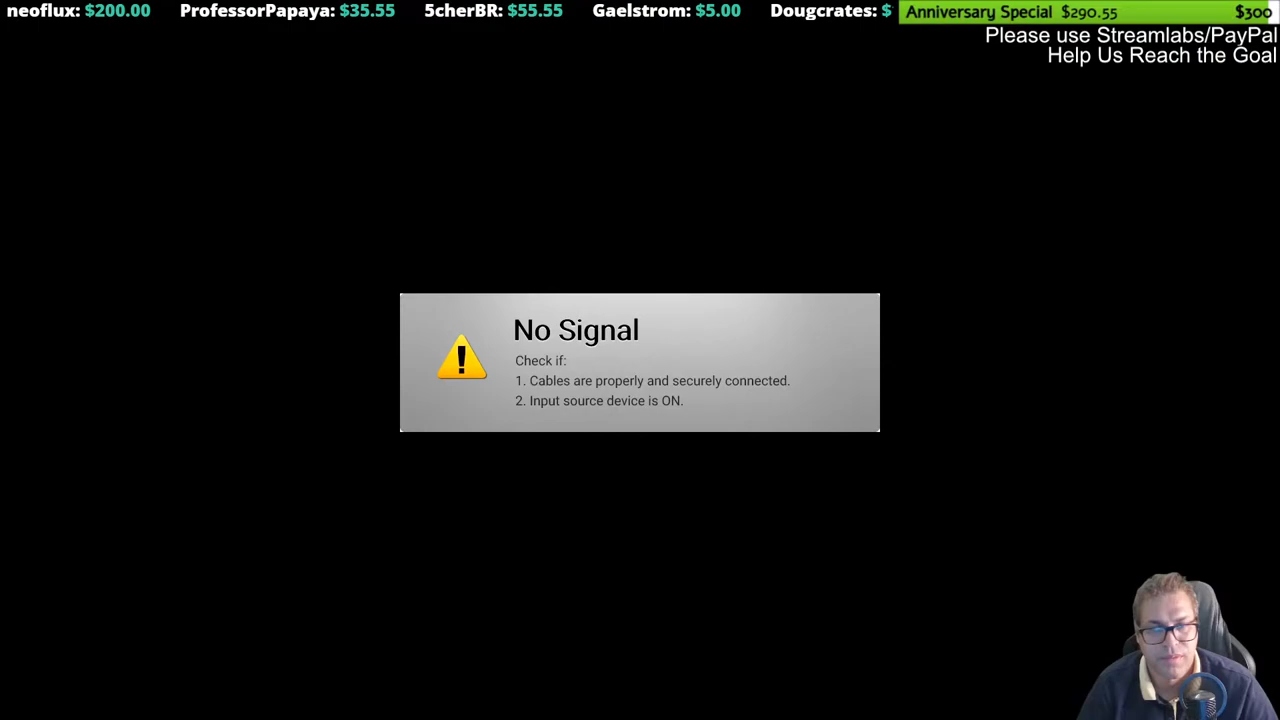 neoflux: $200.00 ProfessorPapaya: $35.55 5cherBR: $55.55 Gaelstrom: $5.00 Dougcrates: $
Anniversary Special $290.55 $300
Please use Streamlabs/PayPal
Help Us Reach the Goal
No Signal
Check if:
1. Cables are properly and securely connected.
2. Input source device is ON.